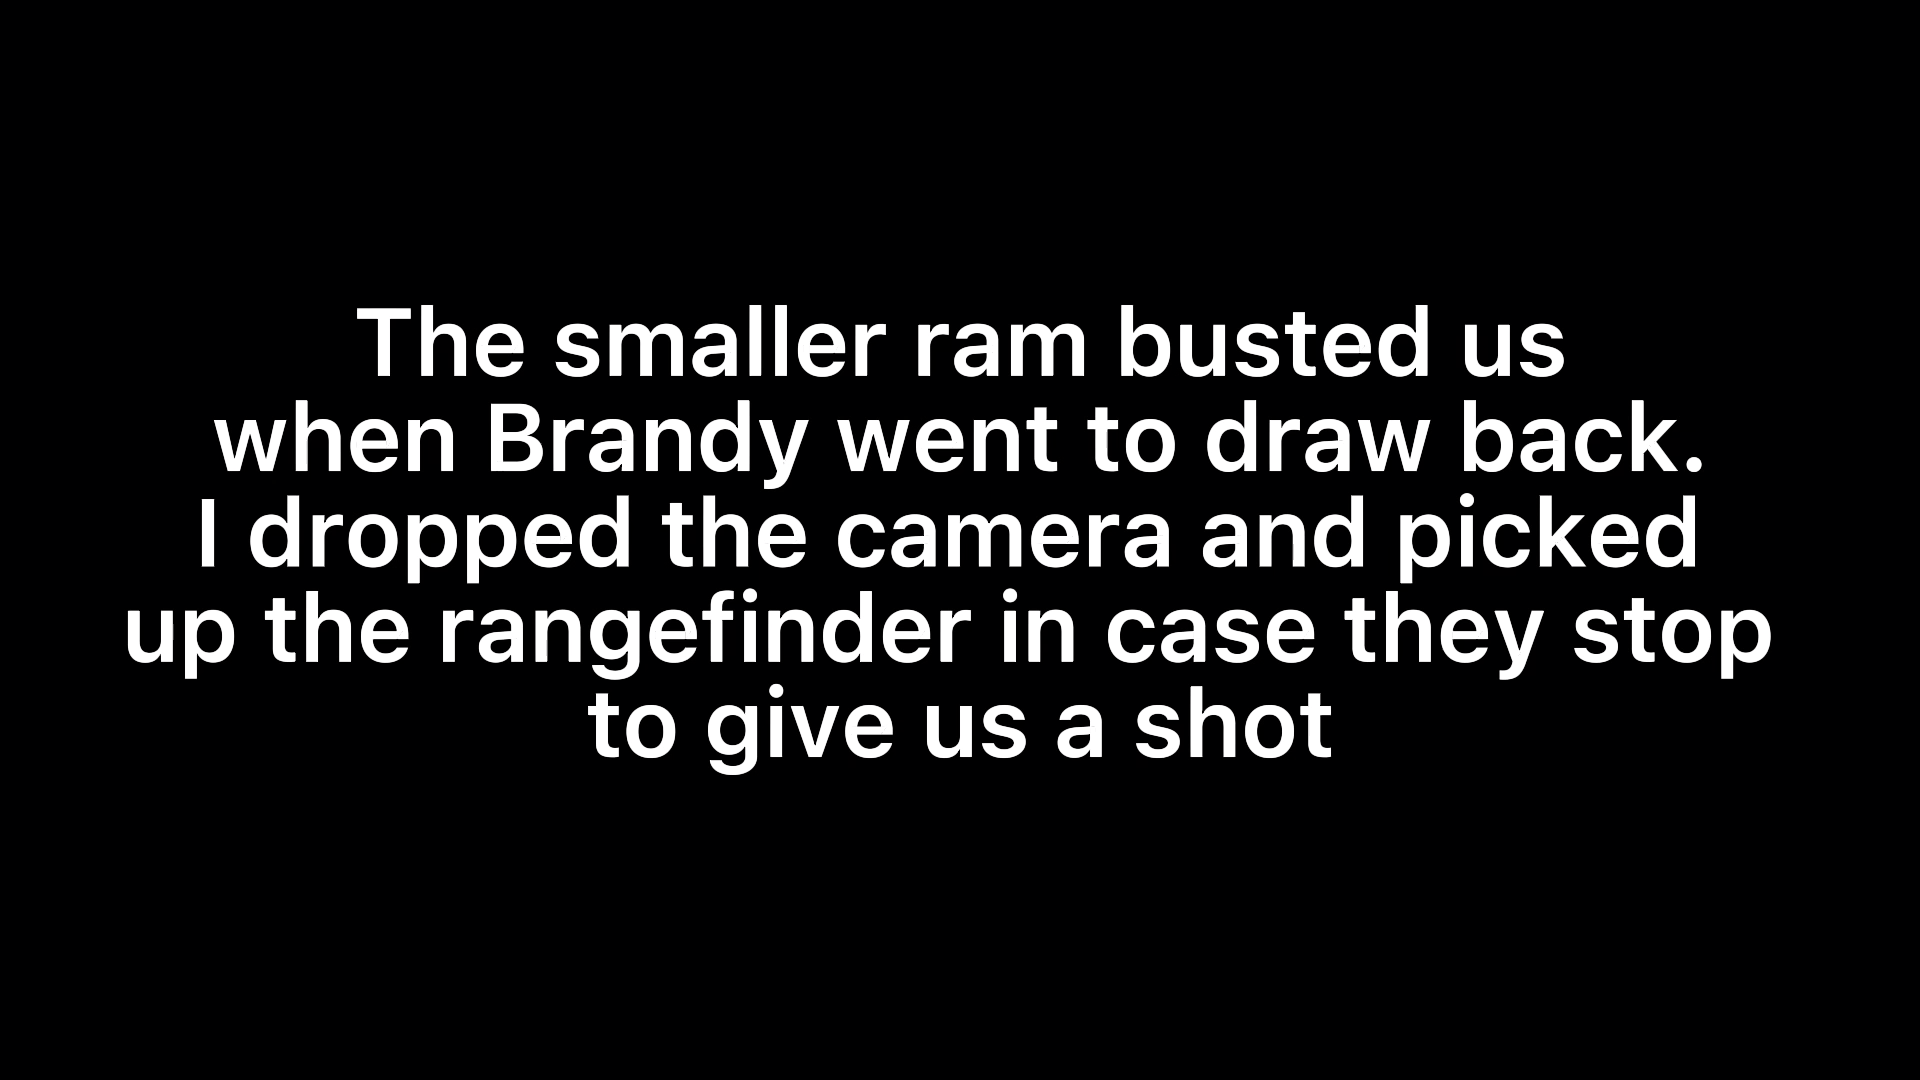 The smaller ram busted us
when Brandy went to draw back.
I dropped the camera and picked
up the rangefinder in case they stop
to give us a shot